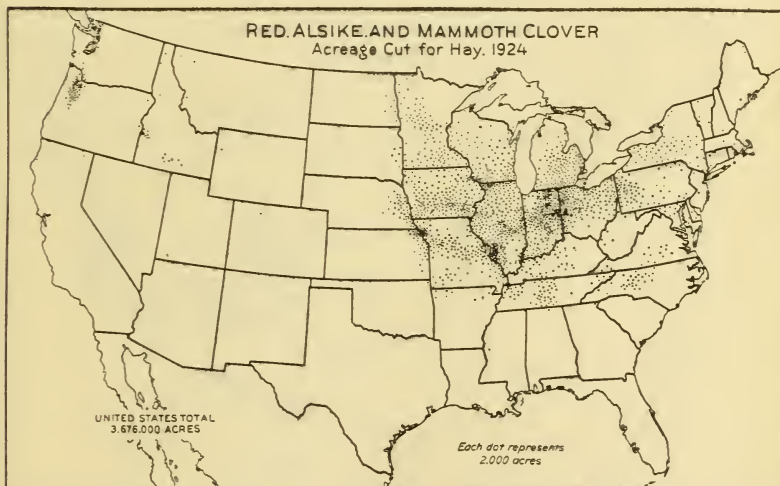 RED. ALSIKE. AND MAMMOTH CLOVER
Acreage Cut for Hay. 1924
UNITED STATES TOTAL
3.676.000 ACRES
Each dot represents
2.000 acres